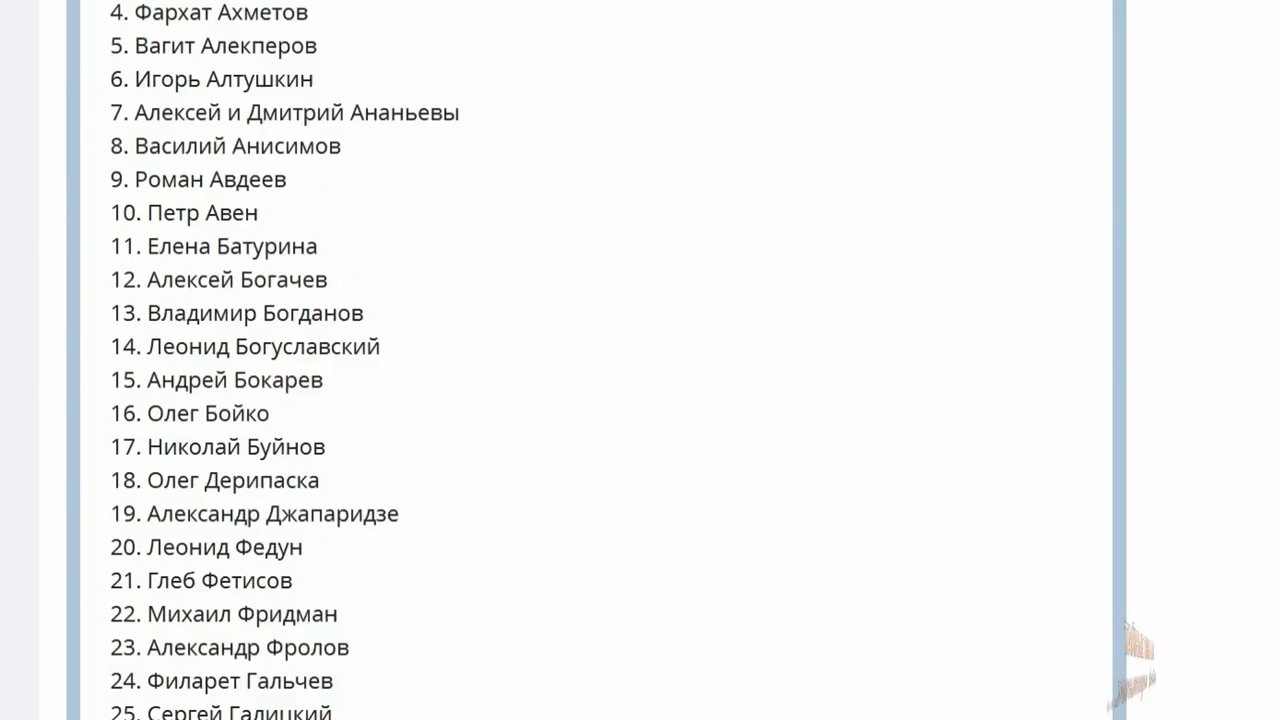 4. Фархат Ахметов
5. Вагит Алекперов
6. Игорь Алтушкин
7. Алексей и Дмитрий Ананьевы
8. Василий Анисимов
9. Роман Авдеев
10. Петр Авен
11. Елена Батурина
12. Алексей Богачев
13. Владимир Богданов
14. Леонид Богуславский
15. Андрей Бокарев
16. Олег Бойко
17. Николай Буйнов
18. Олег Дерипаска
19. Александр Джапаридзе
20. Леонид Федун
21. Глеб Фетисов
22. Михаил Фридман
23. Александр Фролов
24. Филарет Гальчев
25. Сергей Галицкий